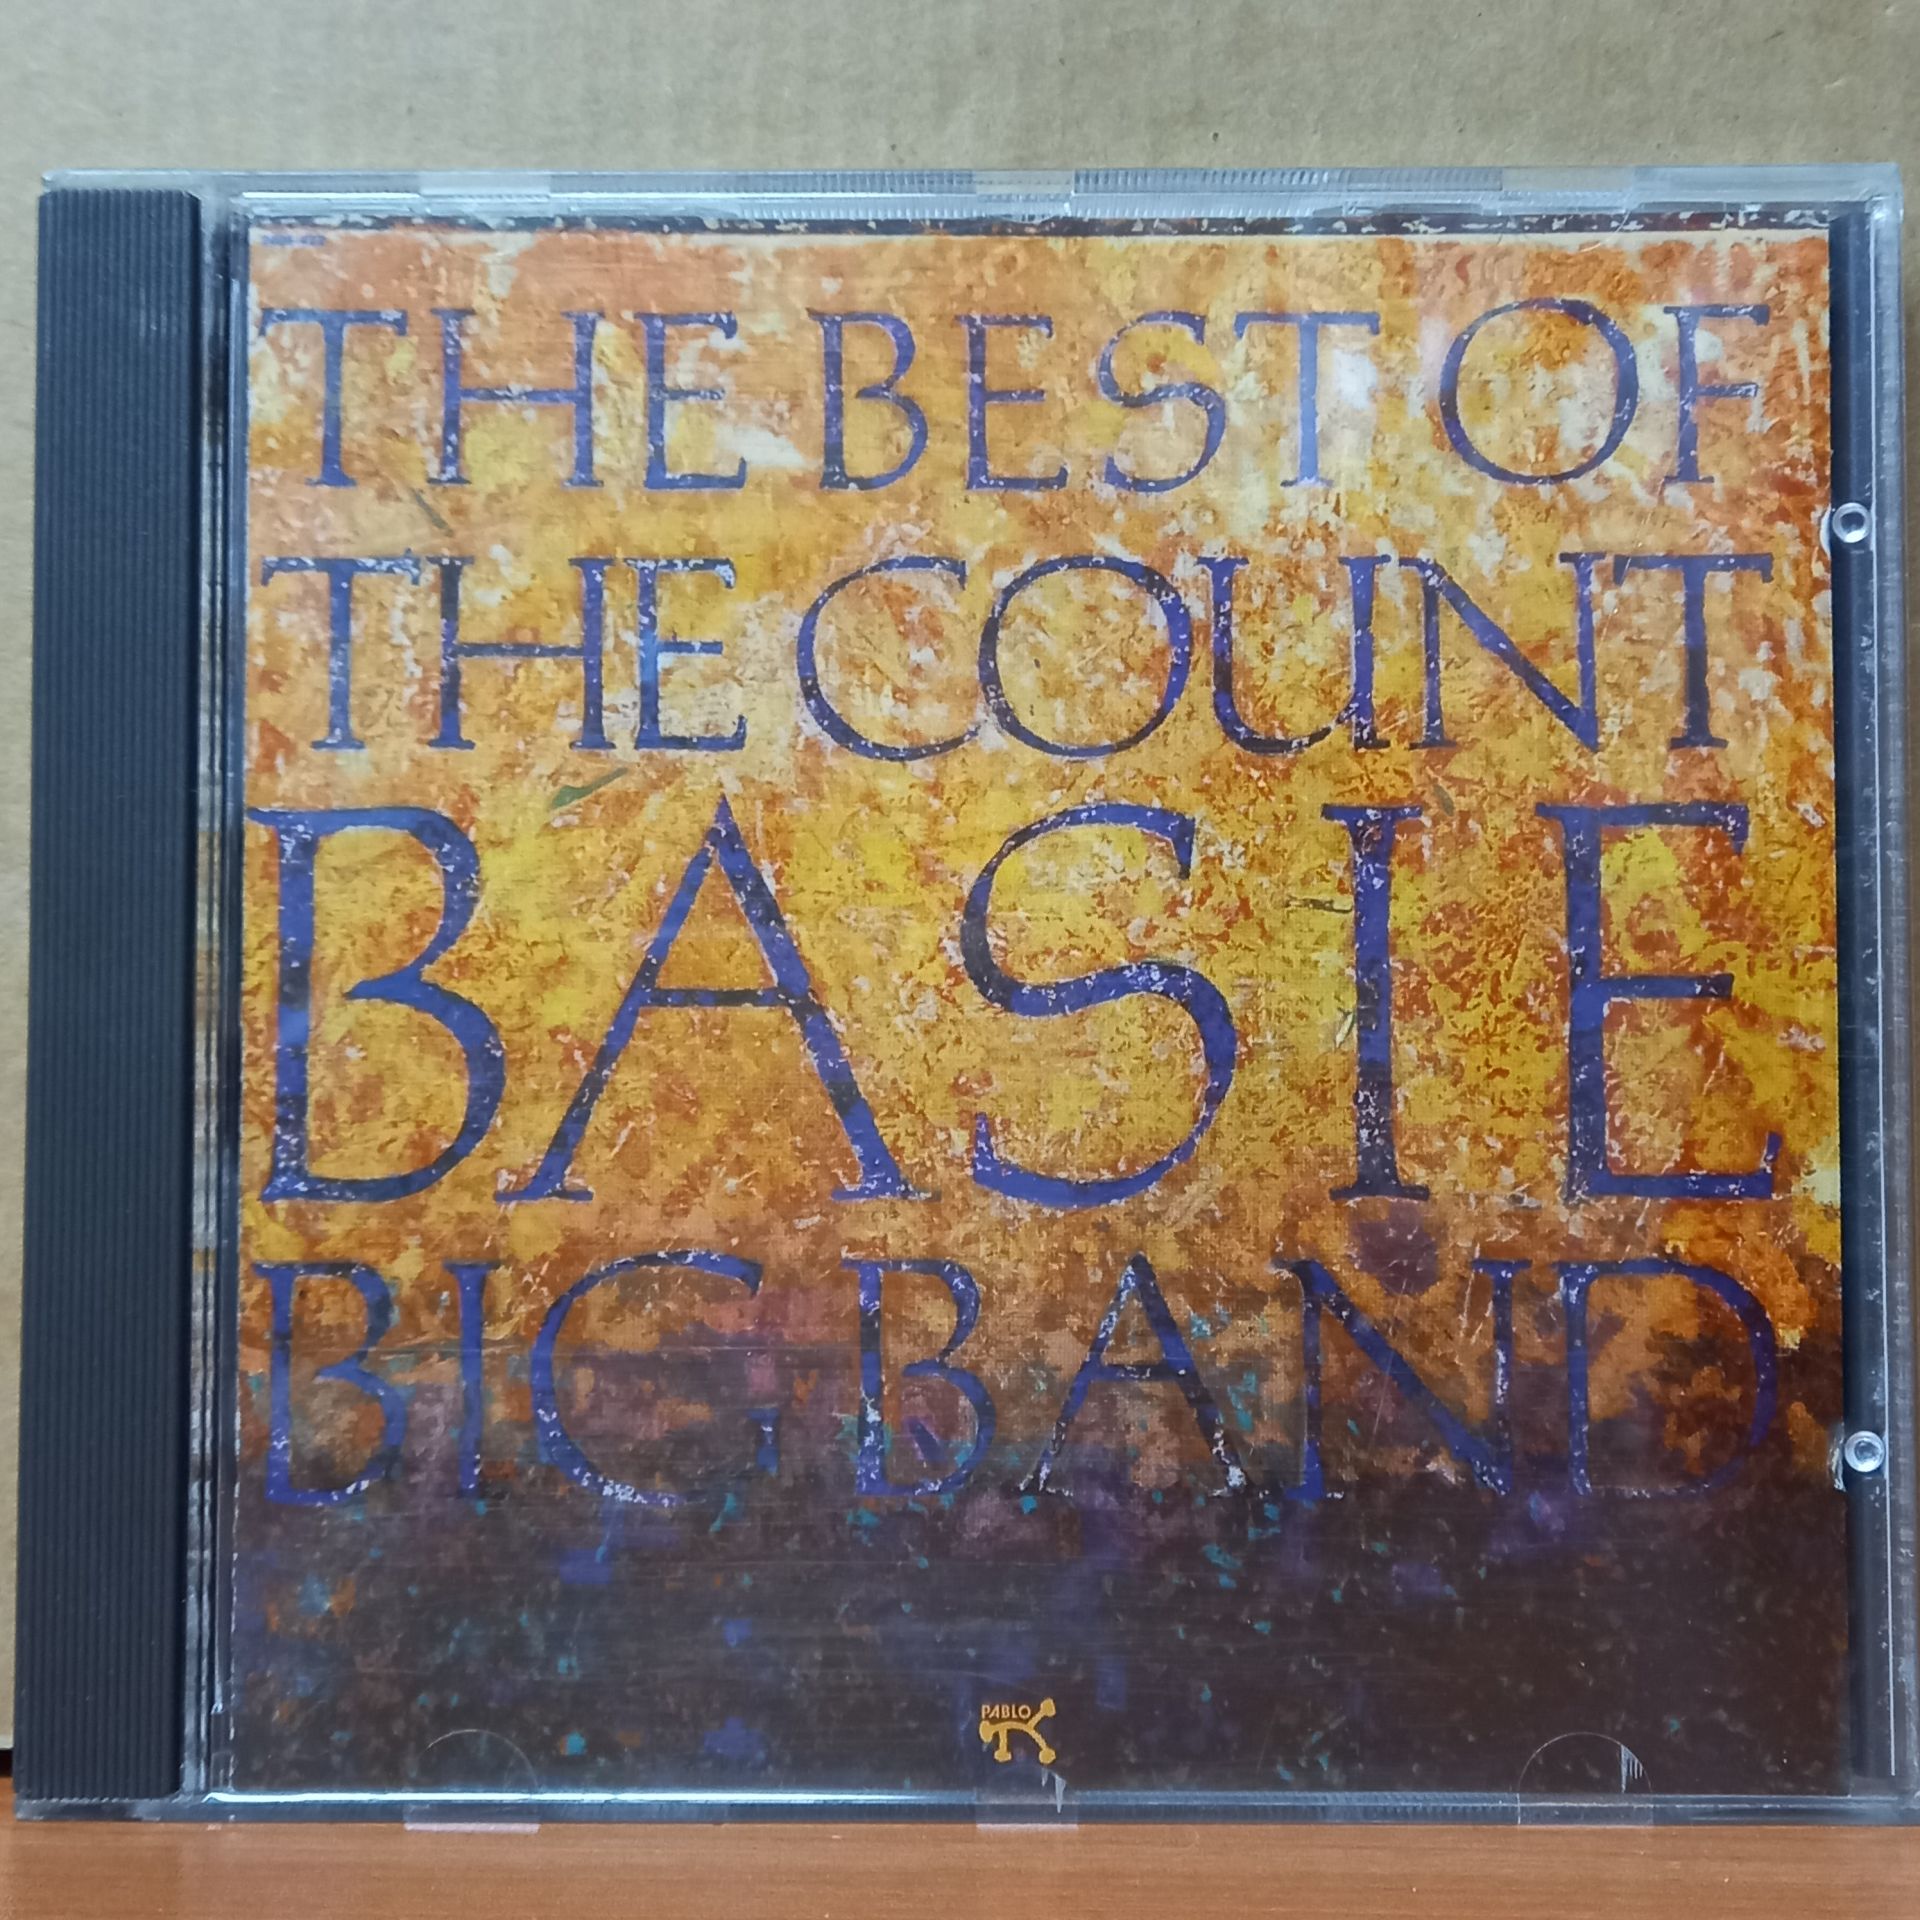 THE BEST OF
THE COUNT
BASIE
BIG BAND
PABLO